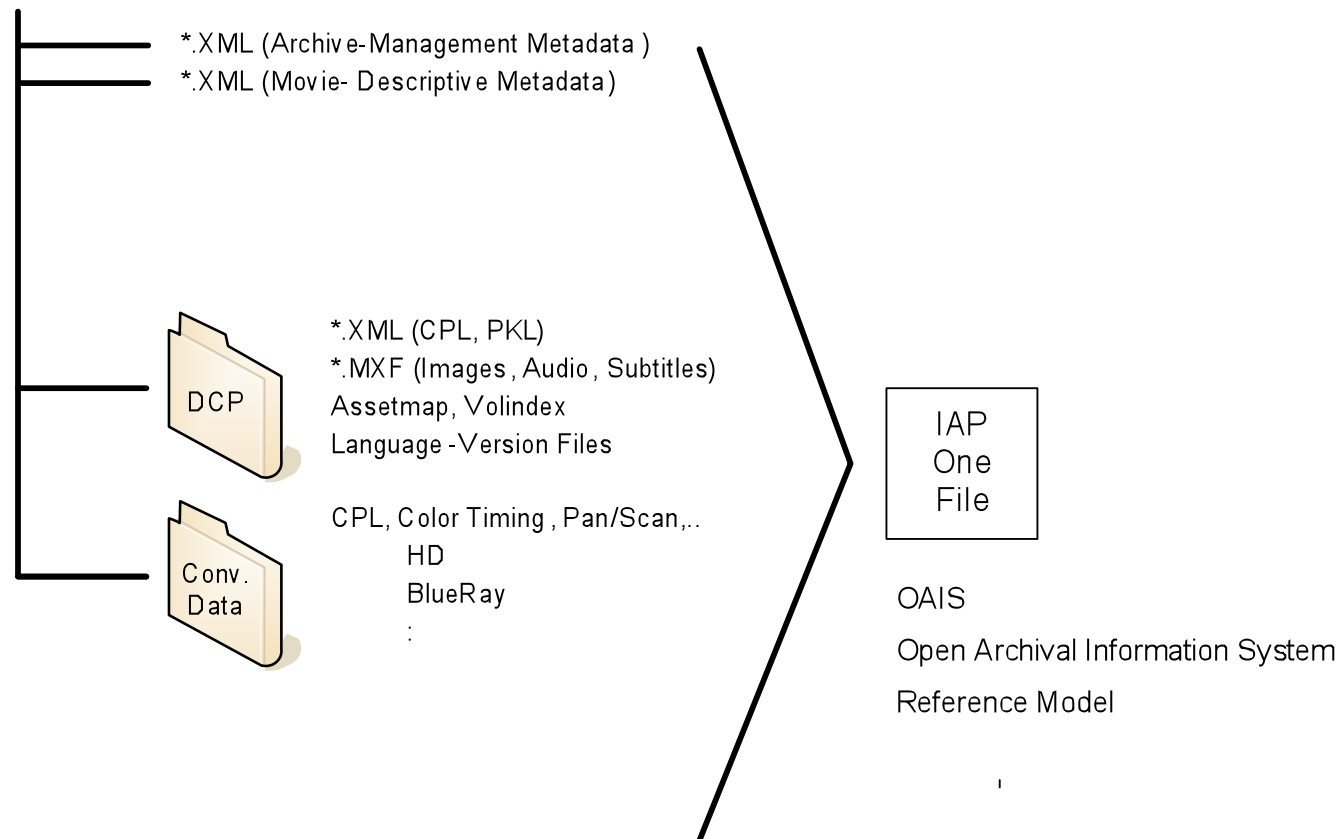 *.XML (Archive-Management Metadata )
*.XML (Movie- Descriptive Metadata)
DCP
*.XML (CPL, PKL)
*.MXF (Images , Audio , Subtitles)
Assetmap, Volindex
Language -Version Files
Conv.
Data
CPL, Color Timing , Pan/Scan,..
HD
BlueRay
:
IAP
One
File
OAIS
Open Archival Information System
Reference Model